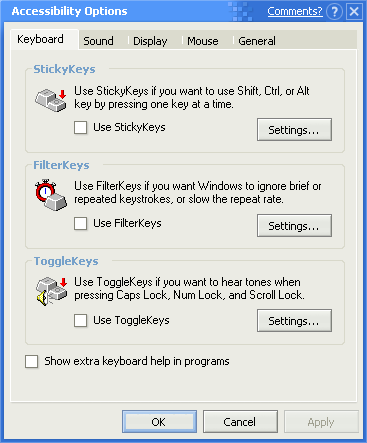 Accessibility Options
Comments? ?
Keyboard Sound Display Mouse General
StickyKeys
Use StickyKeys if you want to use Shift, Ctrl, or Alt
key by pressing one key at a time.
Use StickyKeys
Settings...
FilterKeys
Use FilterKeys if you want Windows to ignore brief or
repeated keystrokes, or slow the repeat rate.
Use FilterKeys
Settings...
ToggleKeys
Use ToggleKeys if you want to hear tones when
pressing Caps Lock, Num Lock, and Scroll Lock.
Use ToggleKeys
Settings...
Show extra keyboard help in programs
OK Cancel Apply